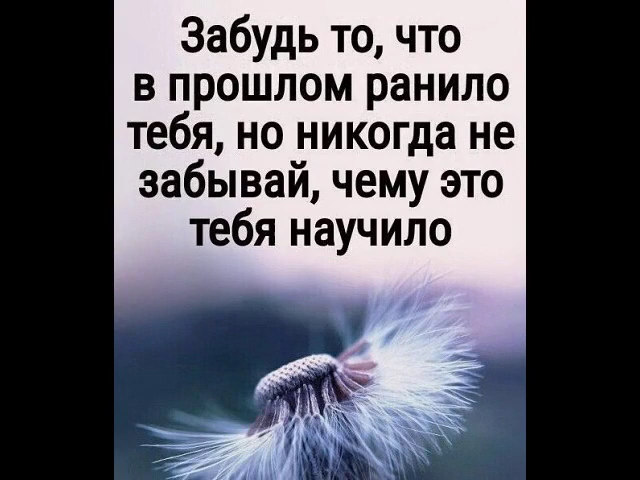 Забудь то, что
в прошлом ранило
тебя, но никогда не
забывай, чему это
тебя научило